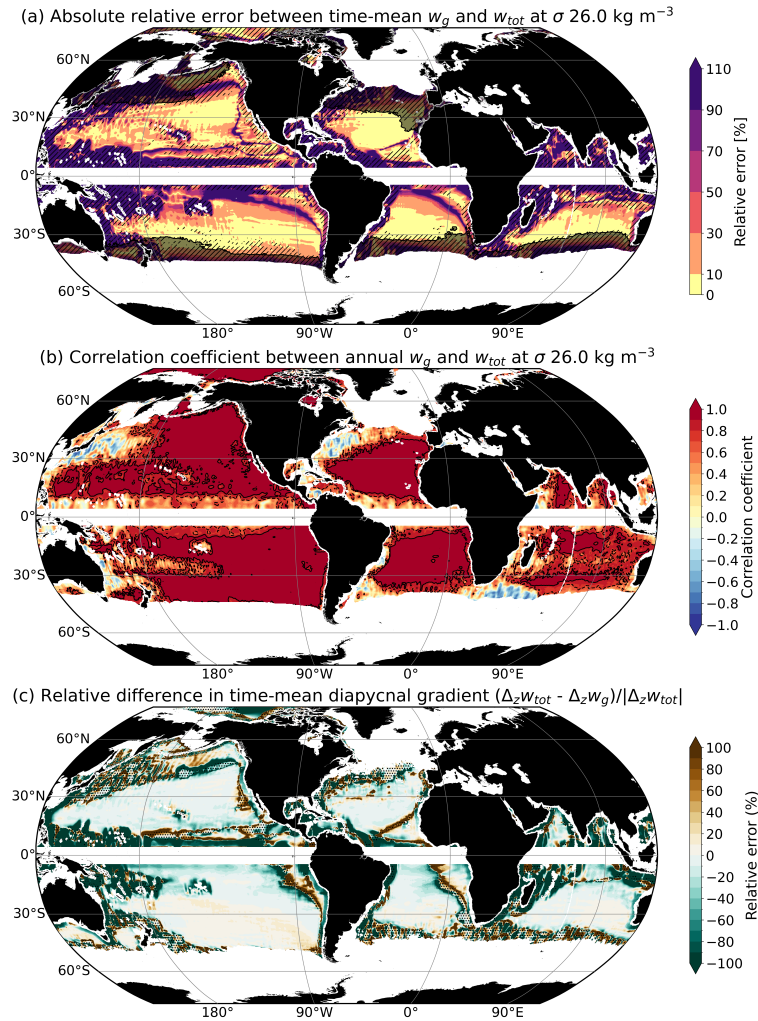 (a) Absolute relative error between time-mean w_g and w_tot at σ 26.0 kg m⁻³
60°N
30°N
0°
30°S
60°S
180°
90°W
0°
90°E
110
90
70
50
30
10
0
Relative error [%]
(b) Correlation coefficient between annual w_g and w_tot at σ 26.0 kg m⁻³
60°N
30°N
0°
30°S
60°S
180°
90°W
0°
90°E
1.0
0.8
0.6
0.4
0.2
0.0
−0.2
−0.4
−0.6
−0.8
−1.0
Correlation coefficient
(c) Relative difference in time-mean diapycnal gradient (Δ_z w_tot - Δ_z w_g)/|Δ_z w_tot|
60°N
30°N
0°
30°S
60°S
180°
90°W
0°
90°E
100
80
60
40
20
0
−20
−40
−60
−80
−100
Relative error (%)